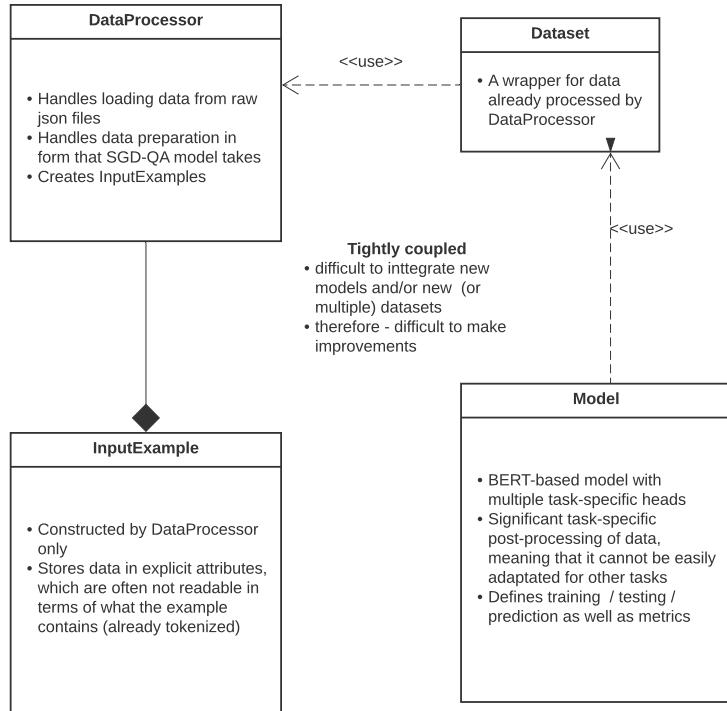 DataProcessor
• Handles loading data from raw
json files
• Handles data preparation in
form that SGD-QA model takes
• Creates InputExamples
<<use>>
Dataset
• A wrapper for data
already processed by
DataProcessor
<<use>>
Tightly coupled
• difficult to inttegrate new
models and/or new  (or
multiple) datasets
• therefore - difficult to make
improvements
InputExample
• Constructed by DataProcessor
only
• Stores data in explicit attributes,
which are often not readable in
terms of what the example
contains (already tokenized)
Model
• BERT-based model with
multiple task-specific heads
• Significant task-specific
post-processing of data,
meaning that it cannot be easily
adaptated for other tasks
• Defines training  / testing /
prediction as well as metrics